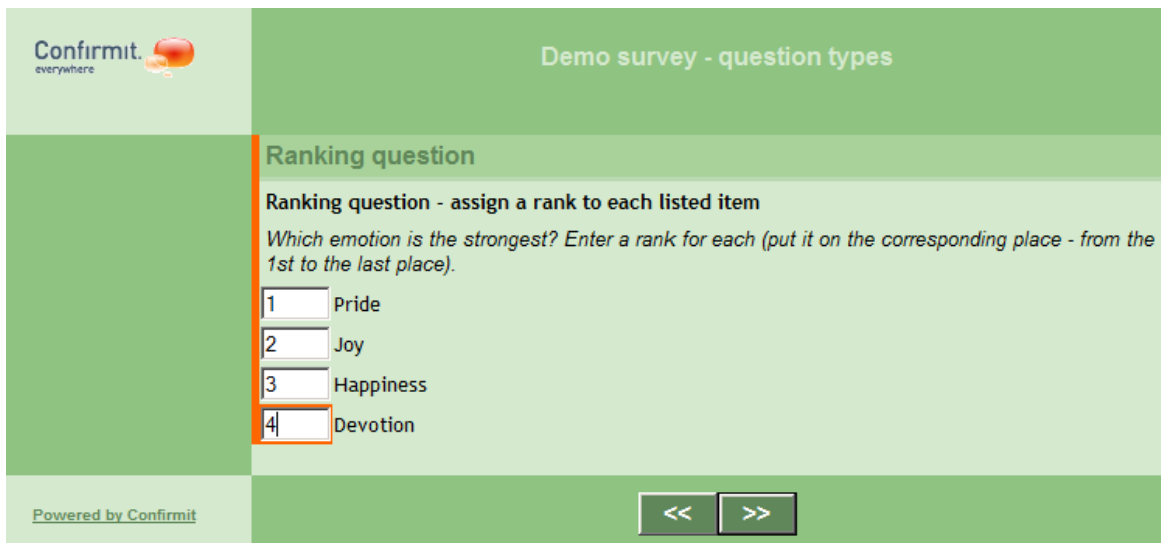 Confirmit.
everywhere
Demo survey - question types
Ranking question
Ranking question - assign a rank to each listed item
Which emotion is the strongest? Enter a rank for each (put it on the corresponding place - from the
1st to the last place).
1 Pride
2 Joy
3 Happiness
4 Devotion
Powered by Confirmit
<< >>